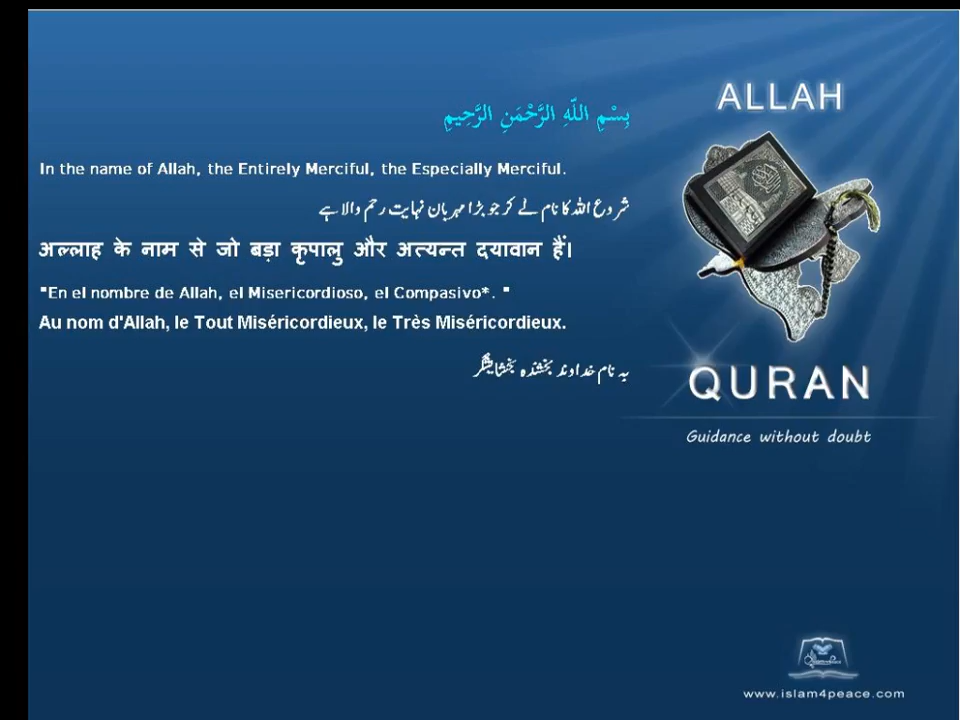 بِسْمِ اللَّهِ الرَّحْمَنِ الرَّحِيمِ
In the name of Allah, the Entirely Merciful, the Especially Merciful.
شروع اللہ کا نام لے کر جو بڑا مہربان نہایت رحم والا ہے
अल्लाह के नाम से जो बड़ा कृपालु और अत्यन्त दयावान हैं।
"En el nombre de Allah, el Misericordioso, el Compasivo*. "
Au nom d'Allah, le Tout Miséricordieux, le Très Miséricordieux.
به نام خداوند بخشنده بخشایشگر
ALLAH
QURAN
Guidance without doubt
www.islam4peace.com